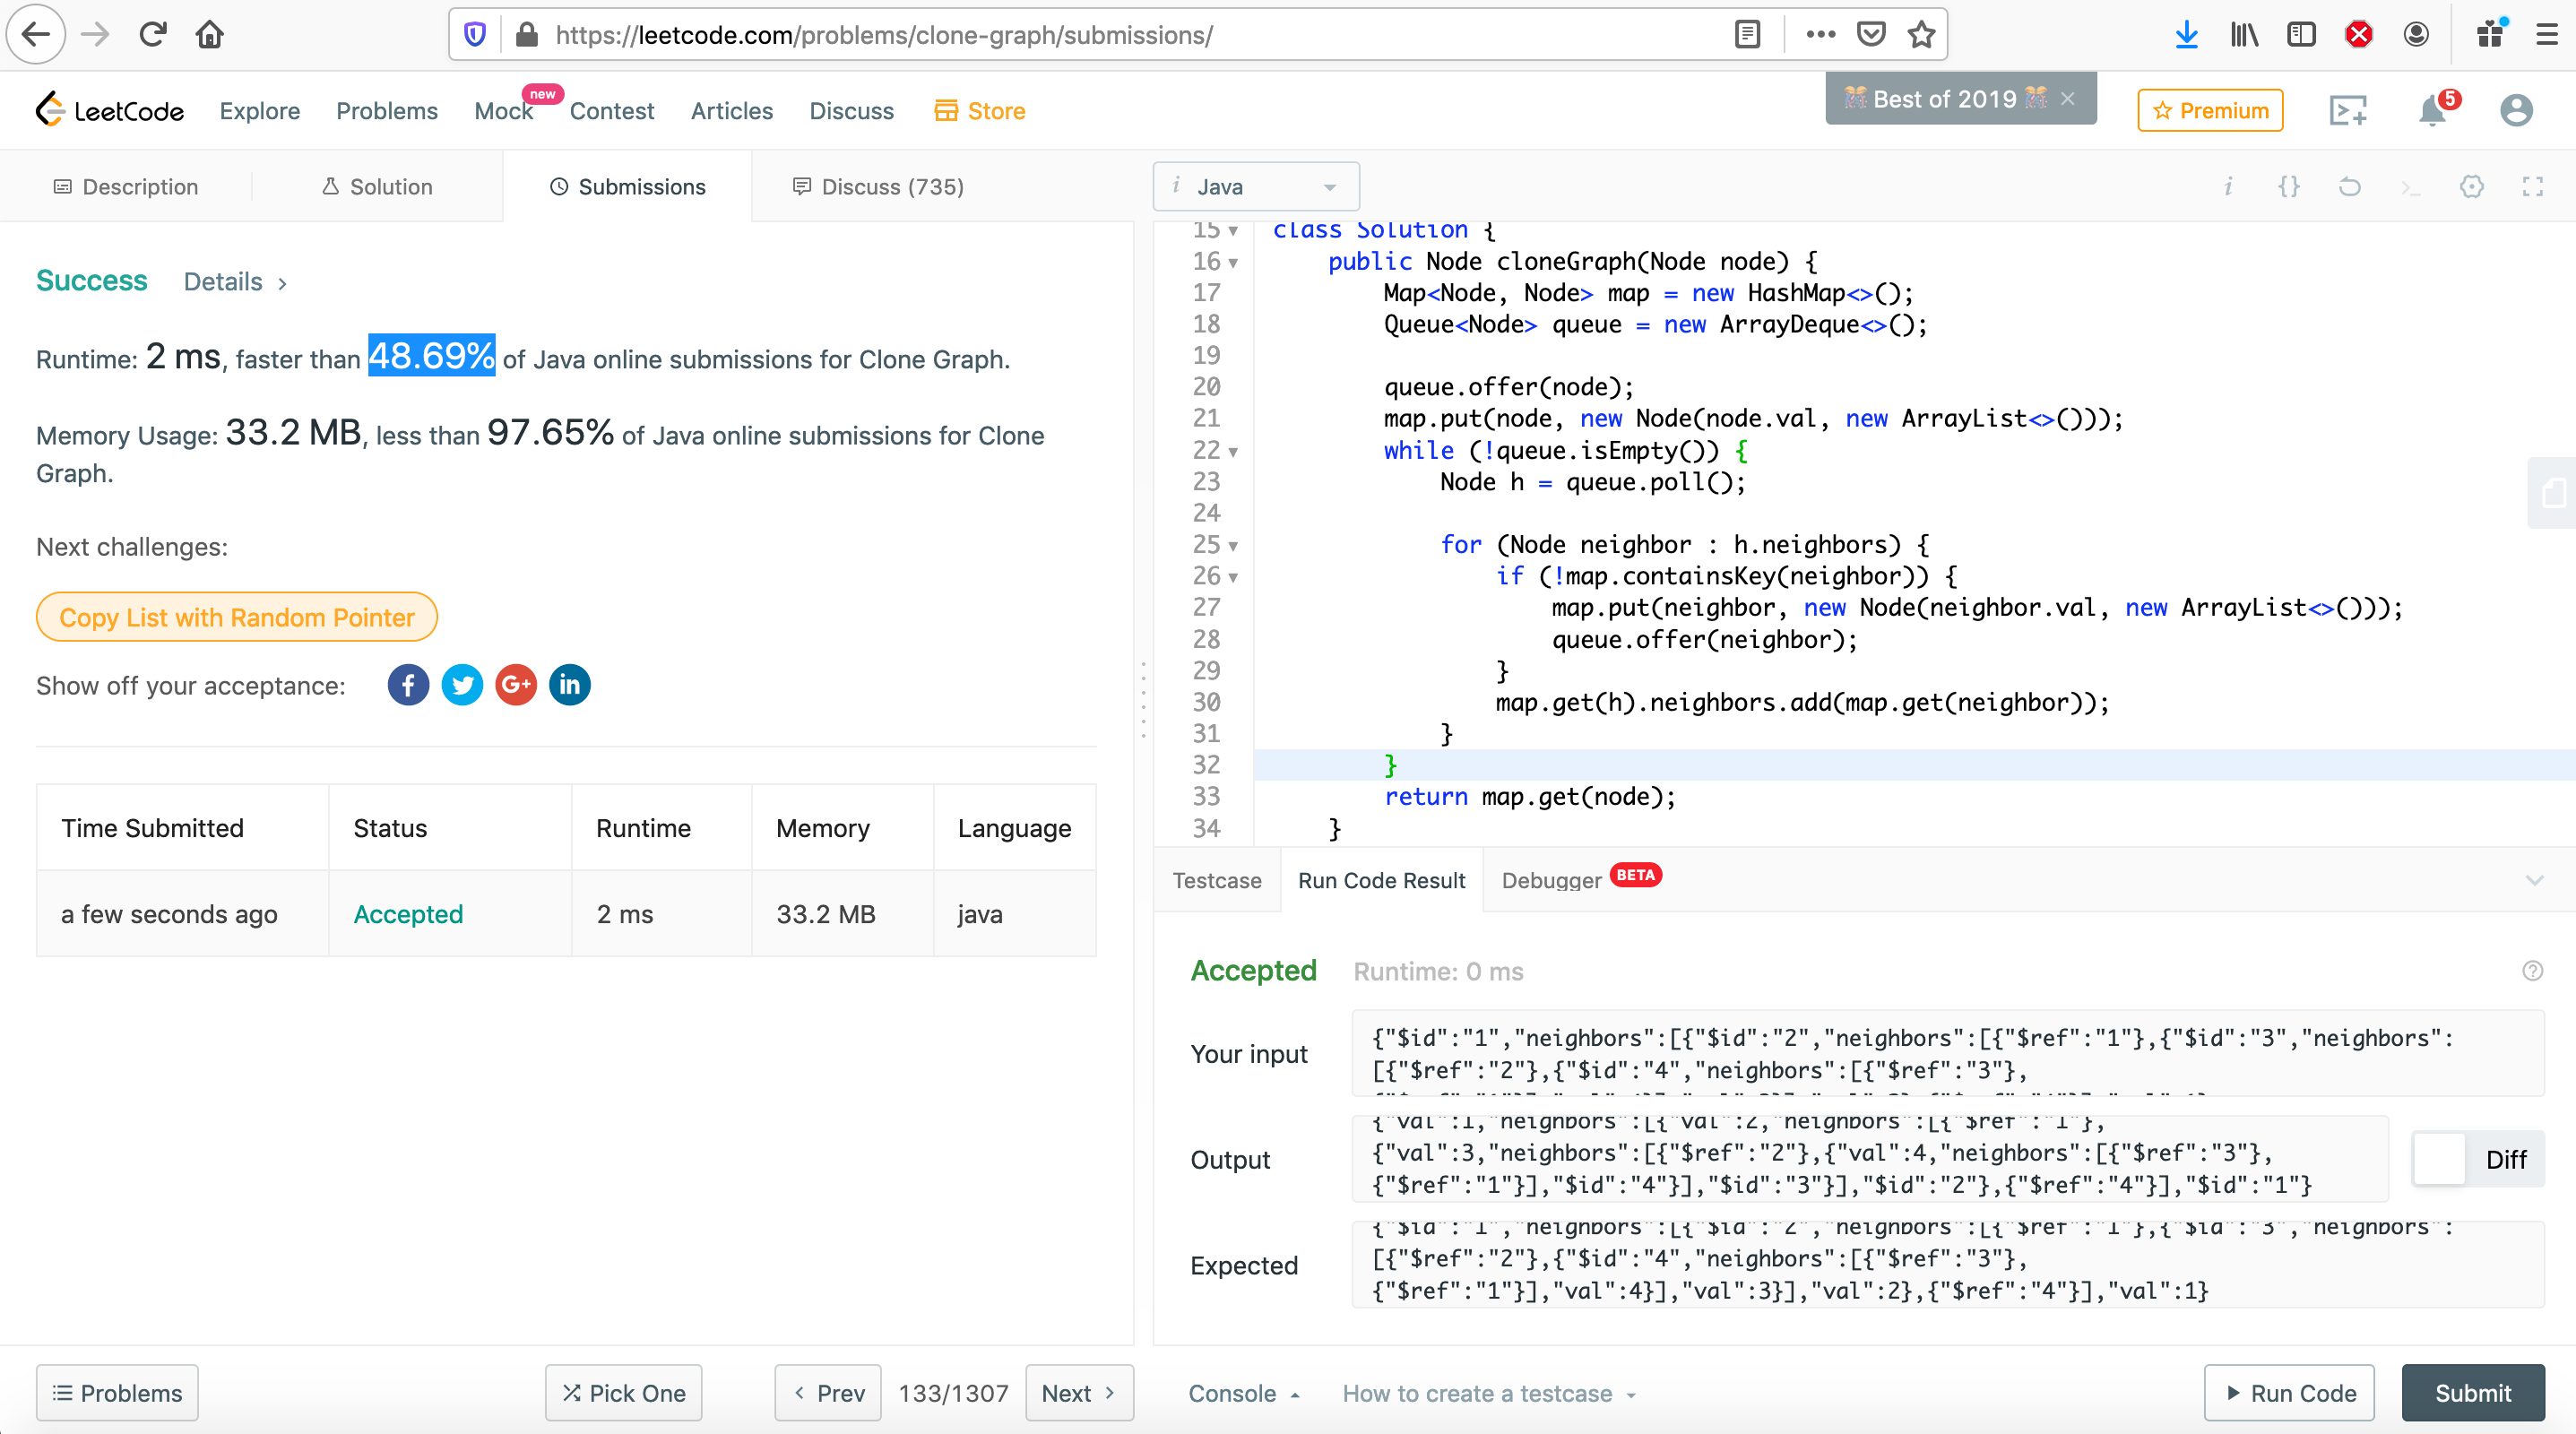 https://leetcode.com/problems/clone-graph/submissions/
LeetCode Explore Problems Mock new Contest Articles Discuss Store
Best of 2019 ×
Premium
5
Description Solution Submissions Discuss (735)
i Java
Success Details >
Runtime: 2 ms, faster than 48.69% of Java online submissions for Clone Graph.
Memory Usage: 33.2 MB, less than 97.65% of Java online submissions for Clone
Graph.
Next challenges:
Copy List with Random Pointer
Show off your acceptance:
Time Submitted Status Runtime Memory Language
a few seconds ago Accepted 2 ms 33.2 MB java
15 class Solution {
16 public Node cloneGraph(Node node) {
17 Map<Node, Node> map = new HashMap<>();
18 Queue<Node> queue = new ArrayDeque<>();
19
20 queue.offer(node);
21 map.put(node, new Node(node.val, new ArrayList<>()));
22 while (!queue.isEmpty()) {
23 Node h = queue.poll();
24
25 for (Node neighbor : h.neighbors) {
26 if (!map.containsKey(neighbor)) {
27 map.put(neighbor, new Node(neighbor.val, new ArrayList<>()));
28 queue.offer(neighbor);
29 }
30 map.get(h).neighbors.add(map.get(neighbor));
31 }
32 }
33 return map.get(node);
34 }
Testcase Run Code Result Debugger BETA
Accepted Runtime: 0 ms
Your input
{"$id":"1","neighbors":[{"$id":"2","neighbors":[{"$ref":"1"},{"$id":"3","neighbors":
[{"$ref":"2"},{"$id":"4","neighbors":[{"$ref":"3"},
Output
{"val":1,"neighbors":[{"val":2,"neighbors":[{"$ref":"1"},
{"val":3,"neighbors":[{"$ref":"2"},{"val":4,"neighbors":[{"$ref":"3"},
{"$ref":"1"}],"$id":"4"}],"$id":"3"}],"$id":"2"},{"$ref":"4"}],"$id":"1"}
Diff
Expected
{"$id":"1","neighbors":[{"$id":"2","neighbors":[{"$ref":"1"},{"$id":"3","neighbors":
[{"$ref":"2"},{"$id":"4","neighbors":[{"$ref":"3"},
{"$ref":"1"}],"val":4}],"val":3}],"val":2},{"$ref":"4"}],"val":1}
Problems Pick One < Prev 133/1307 Next >
Console How to create a testcase Run Code Submit